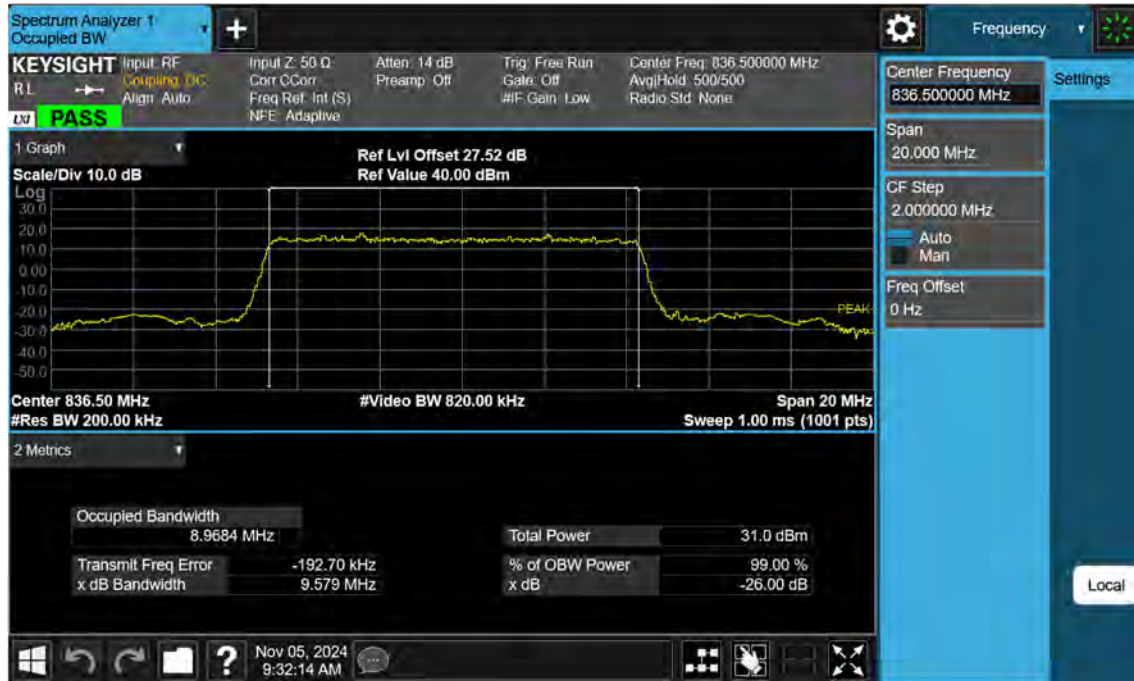 Spectrum Analyzer 1
Occupied BW
+
Frequency
KEYSIGHT
RL
LXI PASS
Input: RF
Coupling: DC
Align: Auto
Input Z: 50 Ω
Corr CCorr
Freq Ref: Int (S)
NFE: Adaptive
Atten: 14 dB
Preamp: Off
Trig: Free Run
Gate: Off
#IF Gain: Low
Center Freq: 836.500000 MHz
Avg|Hold: 500/500
Radio Std: None
Center Frequency
836.500000 MHz
Settings
Span
20.000 MHz
CF Step
2.000000 MHz
Auto
Man
Freq Offset
0 Hz
1 Graph
Scale/Div 10.0 dB
Ref Lvl Offset 27.52 dB
Ref Value 40.00 dBm
Log
30.0
20.0
10.0
0.00
-10.0
-20.0
-30.0
-40.0
-50.0
PEAK
Center 836.50 MHz
#Video BW 820.00 kHz
Span 20 MHz
#Res BW 200.00 kHz
Sweep 1.00 ms (1001 pts)
2 Metrics
Occupied Bandwidth
8.9684 MHz
Total Power 31.0 dBm
Transmit Freq Error -192.70 kHz
% of OBW Power 99.00 %
x dB Bandwidth 9.579 MHz
x dB -26.00 dB
Local
?
Nov 05, 2024
9:32:14 AM